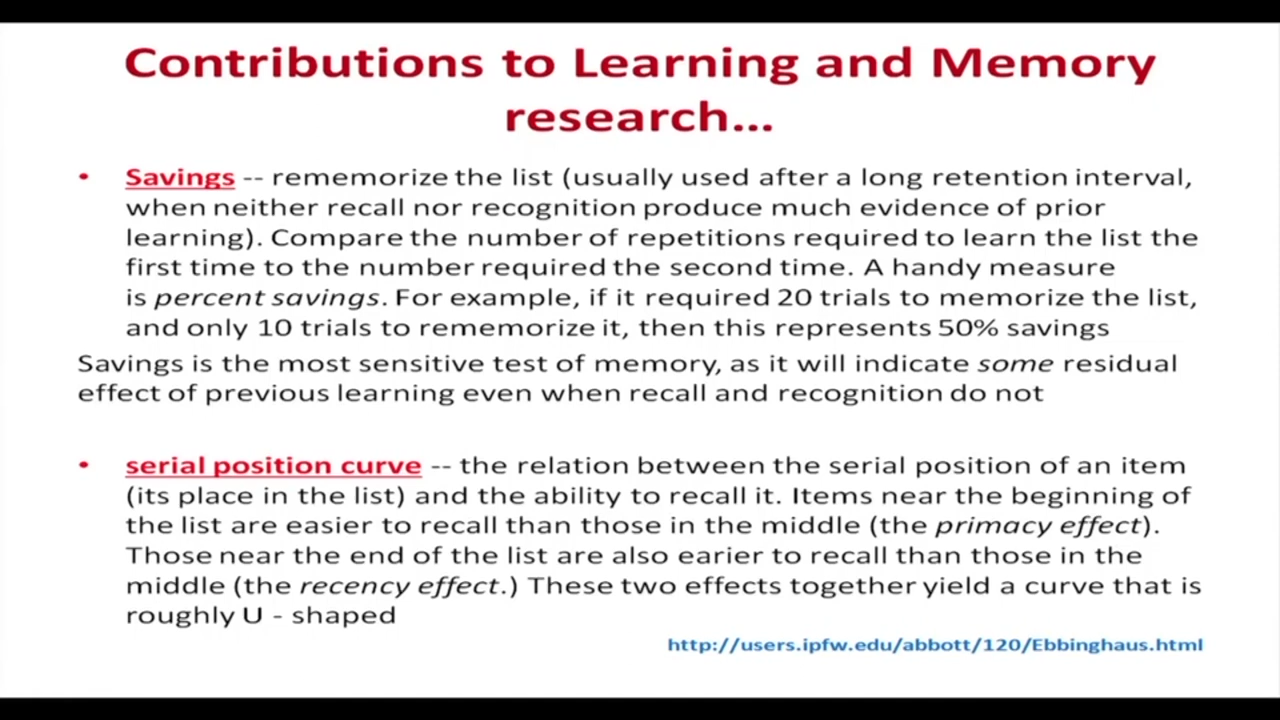 Contributions to Learning and Memory
research...
• Savings -- rememorize the list (usually used after a long retention interval,
when neither recall nor recognition produce much evidence of prior
learning). Compare the number of repetitions required to learn the list the
first time to the number required the second time. A handy measure
is percent savings. For example, if it required 20 trials to memorize the list,
and only 10 trials to rememorize it, then this represents 50% savings
Savings is the most sensitive test of memory, as it will indicate some residual
effect of previous learning even when recall and recognition do not
• serial position curve -- the relation between the serial position of an item
(its place in the list) and the ability to recall it. Items near the beginning of
the list are easier to recall than those in the middle (the primacy effect).
Those near the end of the list are also earier to recall than those in the
middle (the recency effect.) These two effects together yield a curve that is
roughly U - shaped
http://users.ipfw.edu/abbott/120/Ebbinghaus.html